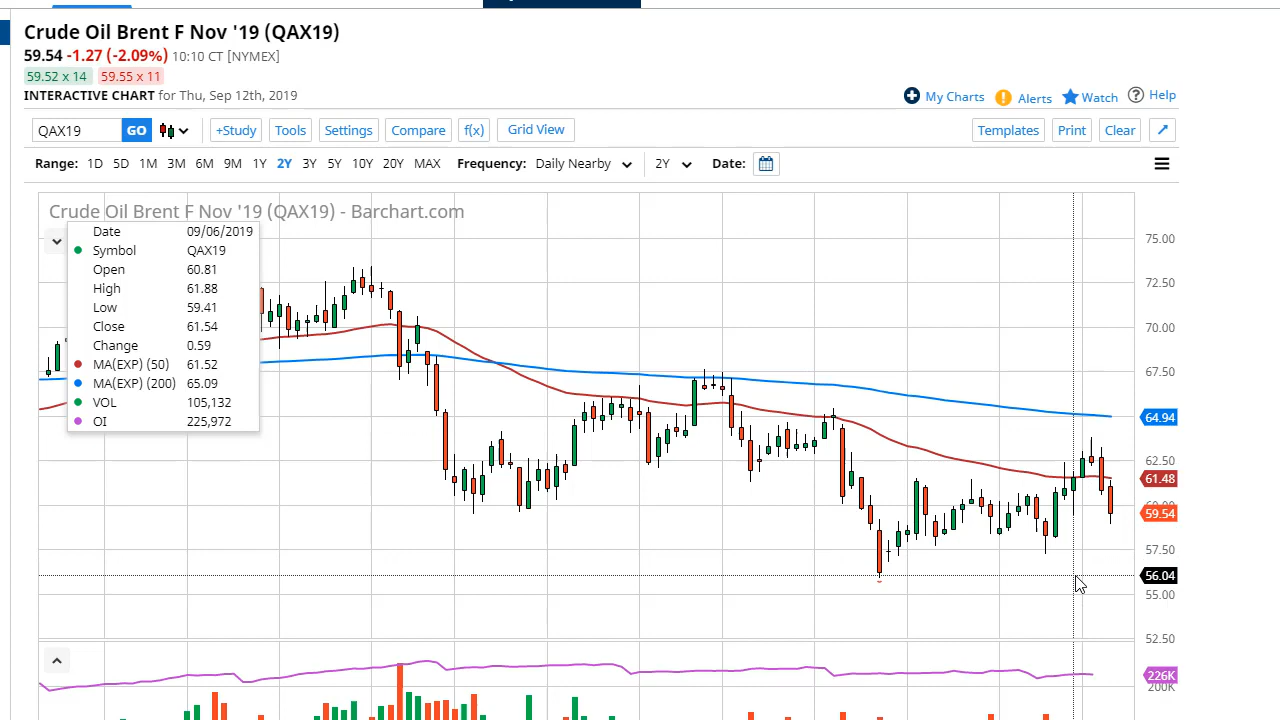 Crude Oil Brent F Nov '19 (QAX19)
59.54 -1.27 (-2.09%) 10:10 CT [NYMEX]
59.52 x 14 59.55 x 11
INTERACTIVE CHART for Thu, Sep 12th, 2019
My Charts Alerts Watch Help
QAX19 GO +Study Tools Settings Compare f(x) Grid View Templates Print Clear
Range: 1D 5D 1M 3M 6M 9M 1Y 2Y 3Y 5Y 10Y 20Y MAX Frequency: Daily Nearby 2Y Date:
Crude Oil Brent F Nov '19 (QAX19) - Barchart.com
Date 09/06/2019
Symbol QAX19
Open 60.81
High 61.88
Low 59.41
Close 61.54
Change 0.59
MA(EXP) (50) 61.52
MA(EXP) (200) 65.09
VOL 105,132
OI 225,972
75.00
72.50
70.00
67.50
64.94
62.50
61.48
60.00
59.54
57.50
56.04
55.00
52.50
226K
200K